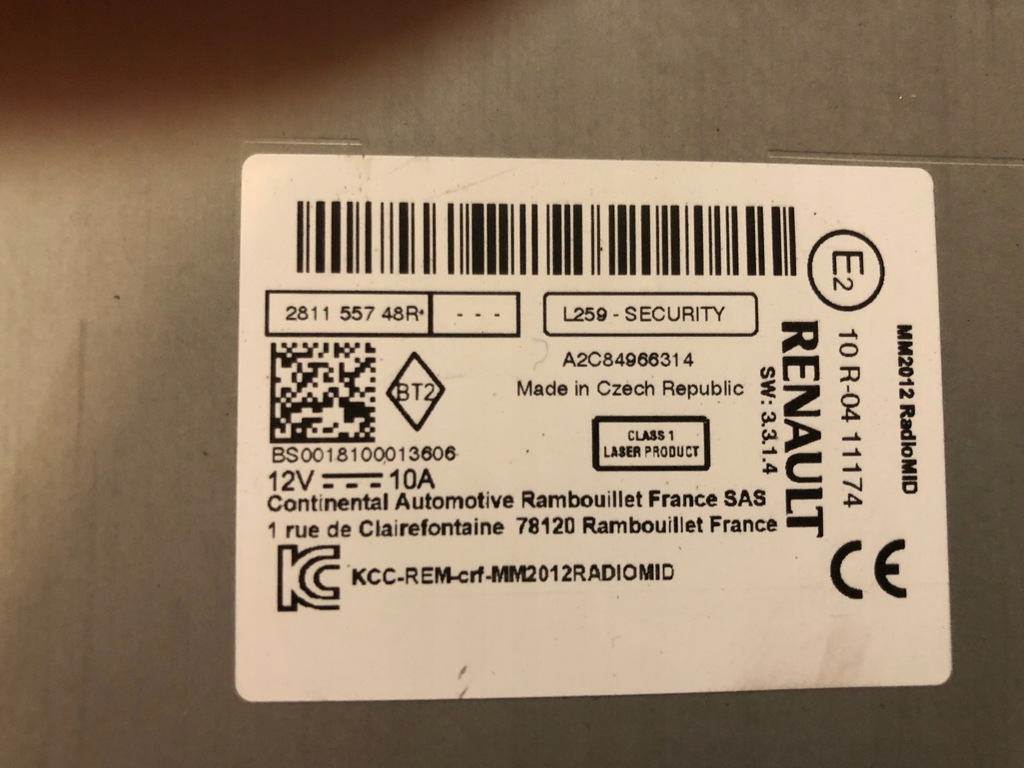 2811 557 48R* - - -
L259 - SECURITY
A2C84966314
Made in Czech Republic
BT2
CLASS 1
LASER PRODUCT
BS0018100013606
12V 10A
Continental Automotive Rambouillet France SAS
1 rue de Clairefontaine 78120 Rambouillet France
KC KCC-REM-crf-MM2012RADIOMID
SW: 3.3.1.4
RENAULT
E2 10 R-04 11174
CE
MM2012 RadioMID